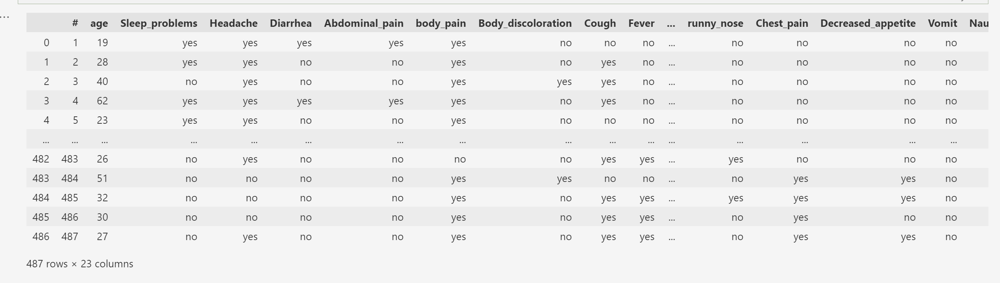 ...
# age Sleep_problems Headache Diarrhea Abdominal_pain body_pain Body_discoloration Cough Fever ... runny_nose Chest_pain Decreased_appetite Vomit Nau
0 1 19 yes yes yes yes yes no no no ... no no no no
1 2 28 yes yes no no yes no yes no ... no no no no
2 3 40 no yes no no yes yes yes no ... no no no no
3 4 62 yes yes yes yes yes no yes no ... no no no no
4 5 23 yes yes no no yes no no no ... no no no no
... ... ... ... ... ... ... ... ... ... ... ... ... ... ... ...
482 483 26 no yes no no no no yes yes ... yes no no no
483 484 51 no no no no yes yes no no ... no yes yes no
484 485 32 no no no no yes no yes yes ... yes yes yes no
485 486 30 no no no no yes no yes yes ... no yes no no
486 487 27 no yes no no yes no yes yes ... no yes yes no
487 rows × 23 columns